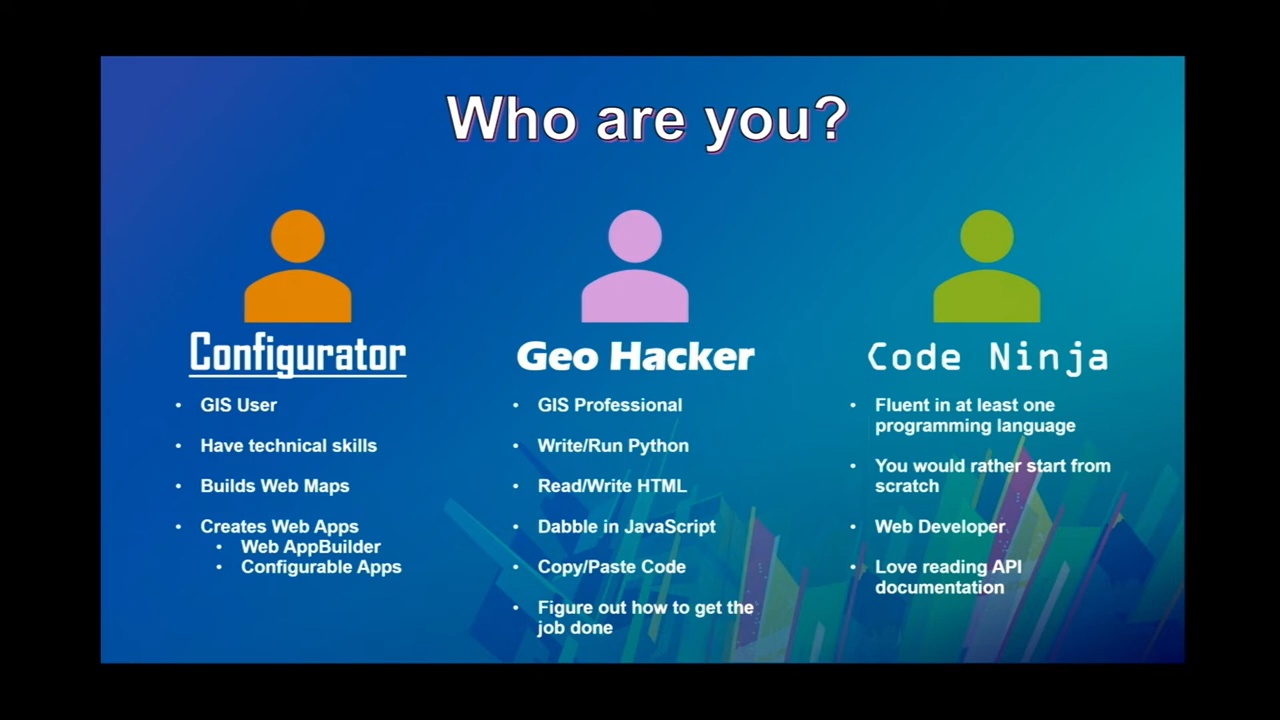 Who are you?
Configurator
• GIS User
• Have technical skills
• Builds Web Maps
• Creates Web Apps
• Web AppBuilder
• Configurable Apps
Geo Hacker
• GIS Professional
• Write/Run Python
• Read/Write HTML
• Dabble in JavaScript
• Copy/Paste Code
• Figure out how to get the
job done
Code Ninja
• Fluent in at least one
programming language
• You would rather start from
scratch
• Web Developer
• Love reading API
documentation